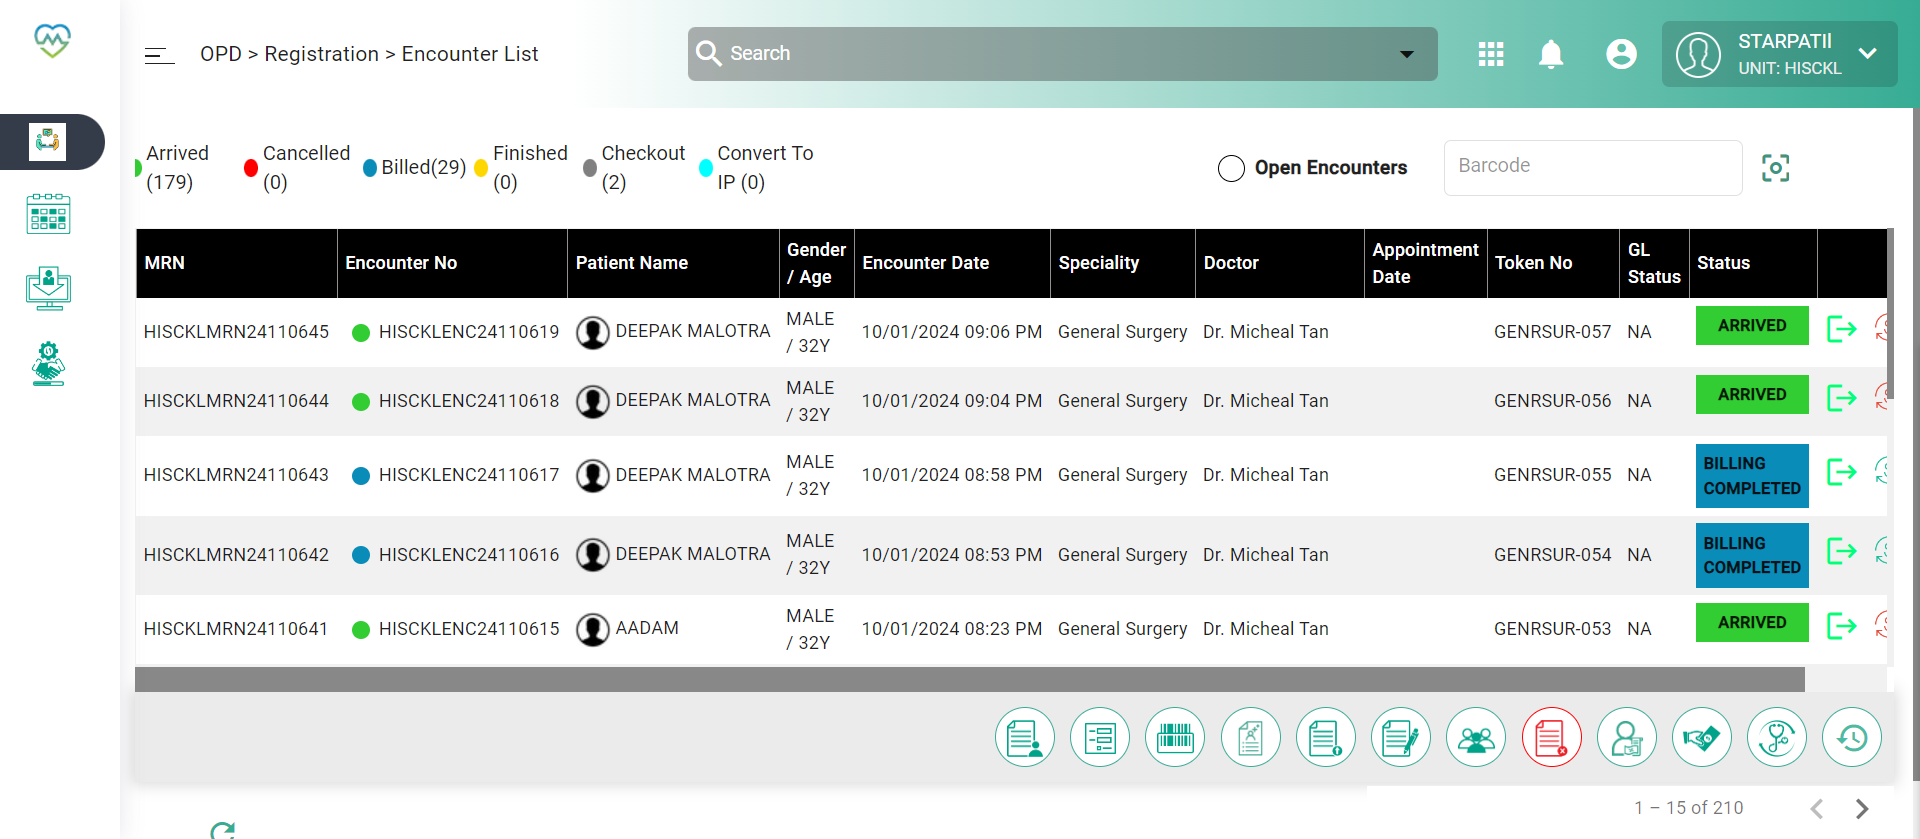 OPD > Registration > Encounter List
Search
STARPATII
UNIT: HISCKL
Arrived
(179)
Cancelled
(0)
Billed(29)
Finished
(0)
Checkout
(2)
Convert To
IP (0)
Open Encounters
Barcode
MRN Encounter No Patient Name Gender / Age Encounter Date Speciality Doctor Appointment Date Token No GL Status Status
HISCKLMRN24110645 HISCKLENC24110619 DEEPAK MALOTRA MALE / 32Y 10/01/2024 09:06 PM General Surgery Dr. Micheal Tan GENRSUR-057 NA ARRIVED
HISCKLMRN24110644 HISCKLENC24110618 DEEPAK MALOTRA MALE / 32Y 10/01/2024 09:04 PM General Surgery Dr. Micheal Tan GENRSUR-056 NA ARRIVED
HISCKLMRN24110643 HISCKLENC24110617 DEEPAK MALOTRA MALE / 32Y 10/01/2024 08:58 PM General Surgery Dr. Micheal Tan GENRSUR-055 NA BILLING COMPLETED
HISCKLMRN24110642 HISCKLENC24110616 DEEPAK MALOTRA MALE / 32Y 10/01/2024 08:53 PM General Surgery Dr. Micheal Tan GENRSUR-054 NA BILLING COMPLETED
HISCKLMRN24110641 HISCKLENC24110615 AADAM MALE / 32Y 10/01/2024 08:23 PM General Surgery Dr. Micheal Tan GENRSUR-053 NA ARRIVED
1 – 15 of 210